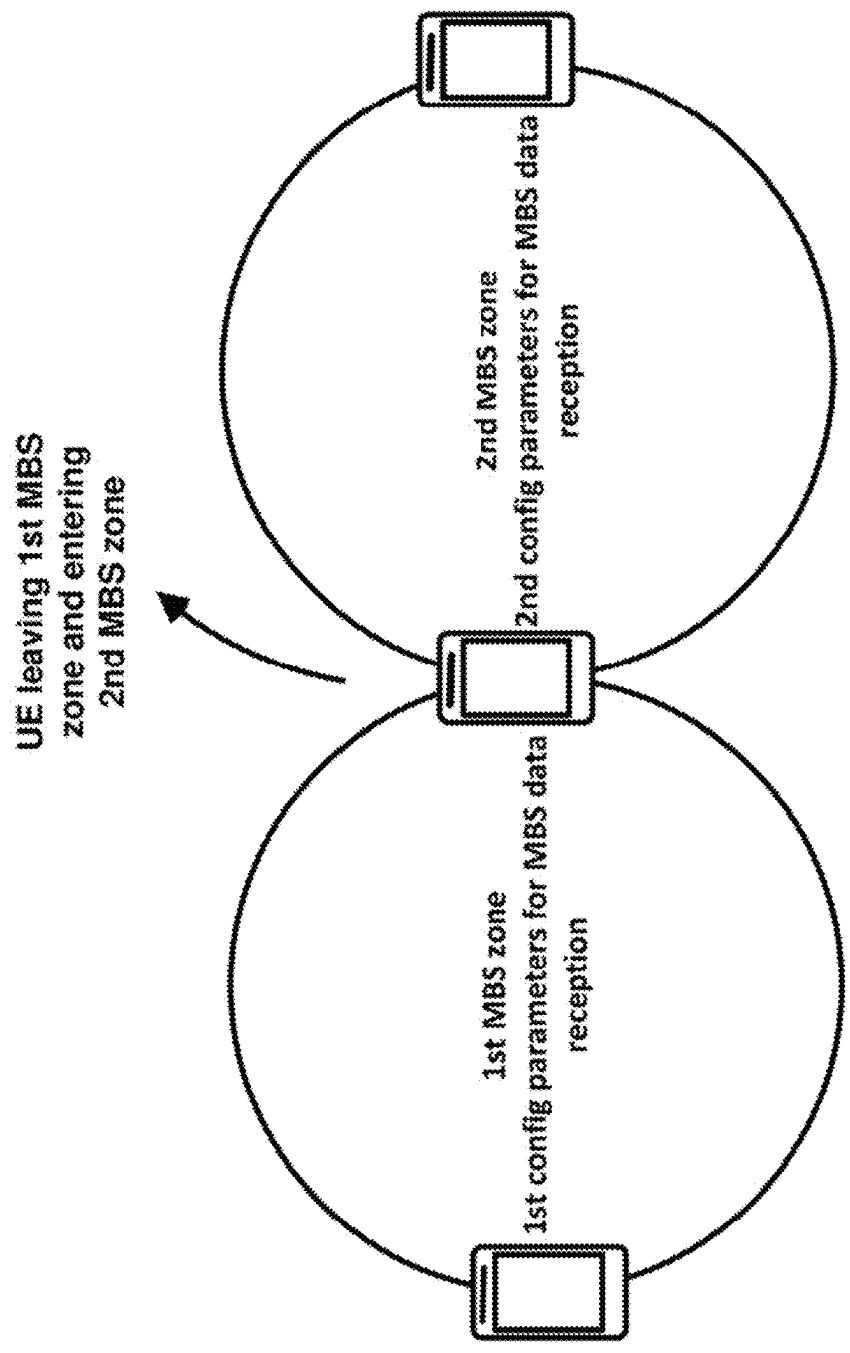 UE leaving 1st MBS
zone and entering
2nd MBS zone
1st MBS zone
1st config parameters for MBS data
reception
2nd MBS zone
2nd config parameters for MBS data
reception